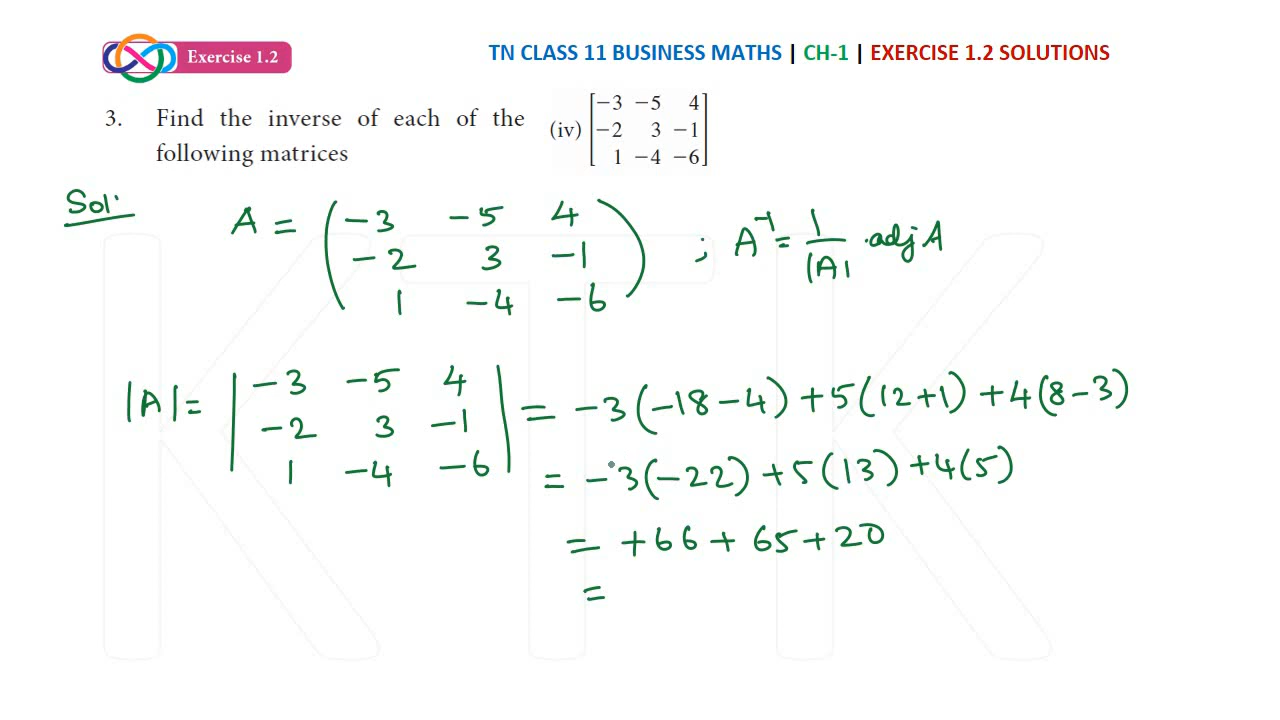 Exercise 1.2
TN CLASS 11 BUSINESS MATHS | CH-1 | EXERCISE 1.2 SOLUTIONS
3. Find the inverse of each of the following matrices
(iv) [−3 −5 4
−2 3 −1
1 −4 −6]
Sol:
A = (−3 −5 4
−2 3 −1
1 −4 −6) ; A⁻¹ = 1/|A| · adj A
|A| = |−3 −5 4
−2 3 −1
1 −4 −6| = −3(−18−4) +5(12+1) +4(8−3)
= −3(−22) +5(13) +4(5)
= +66 + 65 + 20
=
KTK